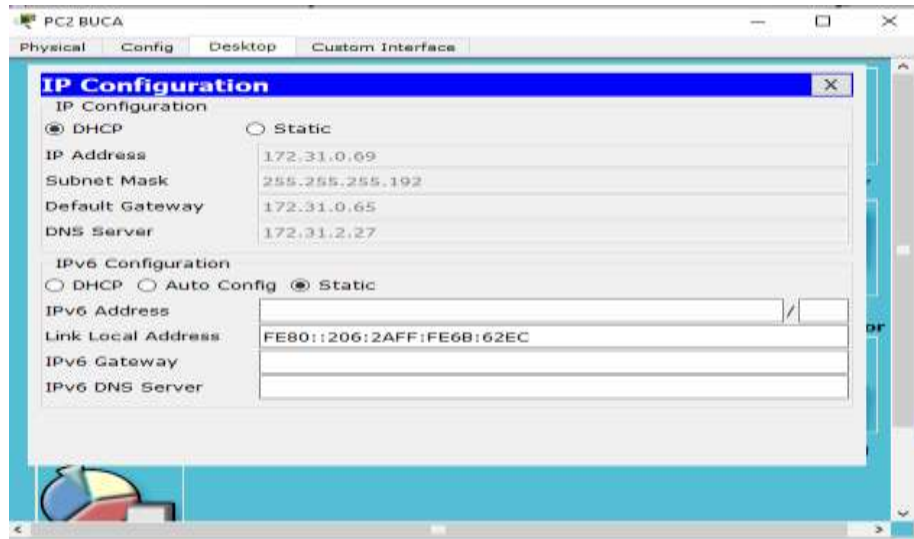 PC2 BUCA
Physical Config Desktop Custom Interface
IP Configuration X
IP Configuration
DHCP Static
IP Address 172.31.0.69
Subnet Mask 255.255.255.192
Default Gateway 172.31.0.65
DNS Server 172.31.2.27
IPv6 Configuration
DHCP Auto Config Static
IPv6 Address /
Link Local Address FE80::206:2AFF:FE6B:62EC
IPv6 Gateway
IPv6 DNS Server
or